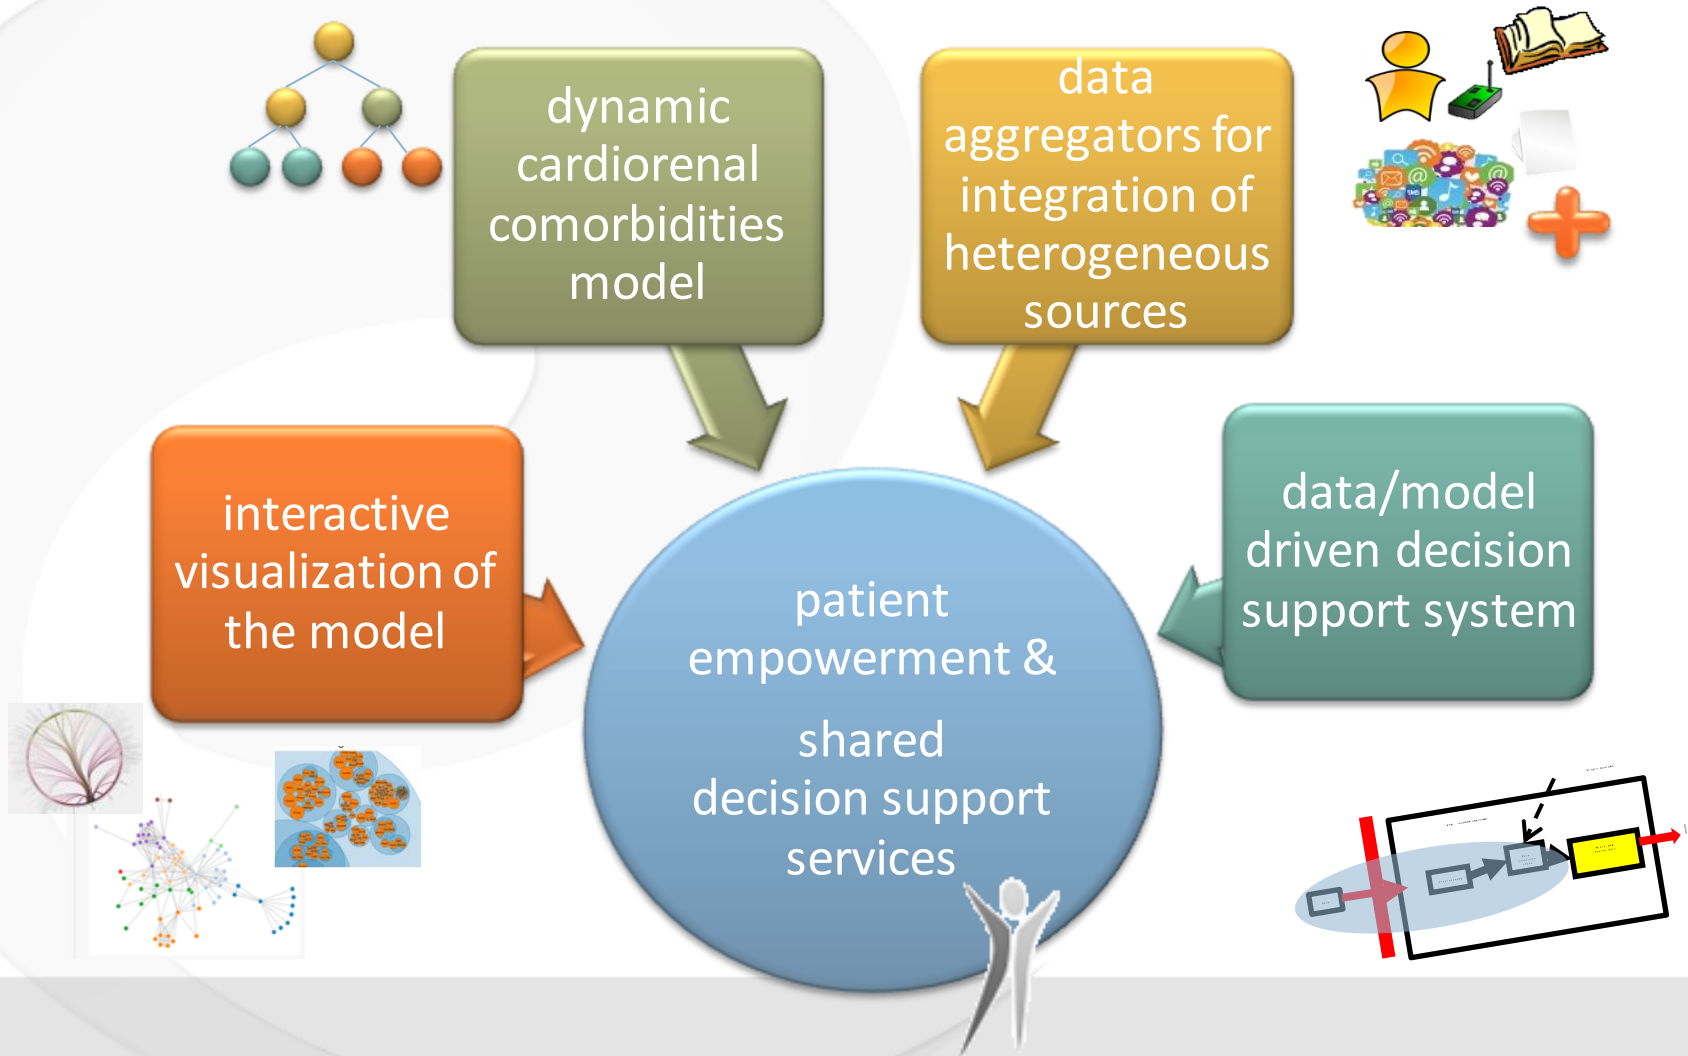 dynamic
cardiorenal
comorbidities
model
data
aggregators for
integration of
heterogeneous
sources
interactive
visualization of
the model
data/model
driven decision
support system
patient
empowerment &
shared
decision support
services